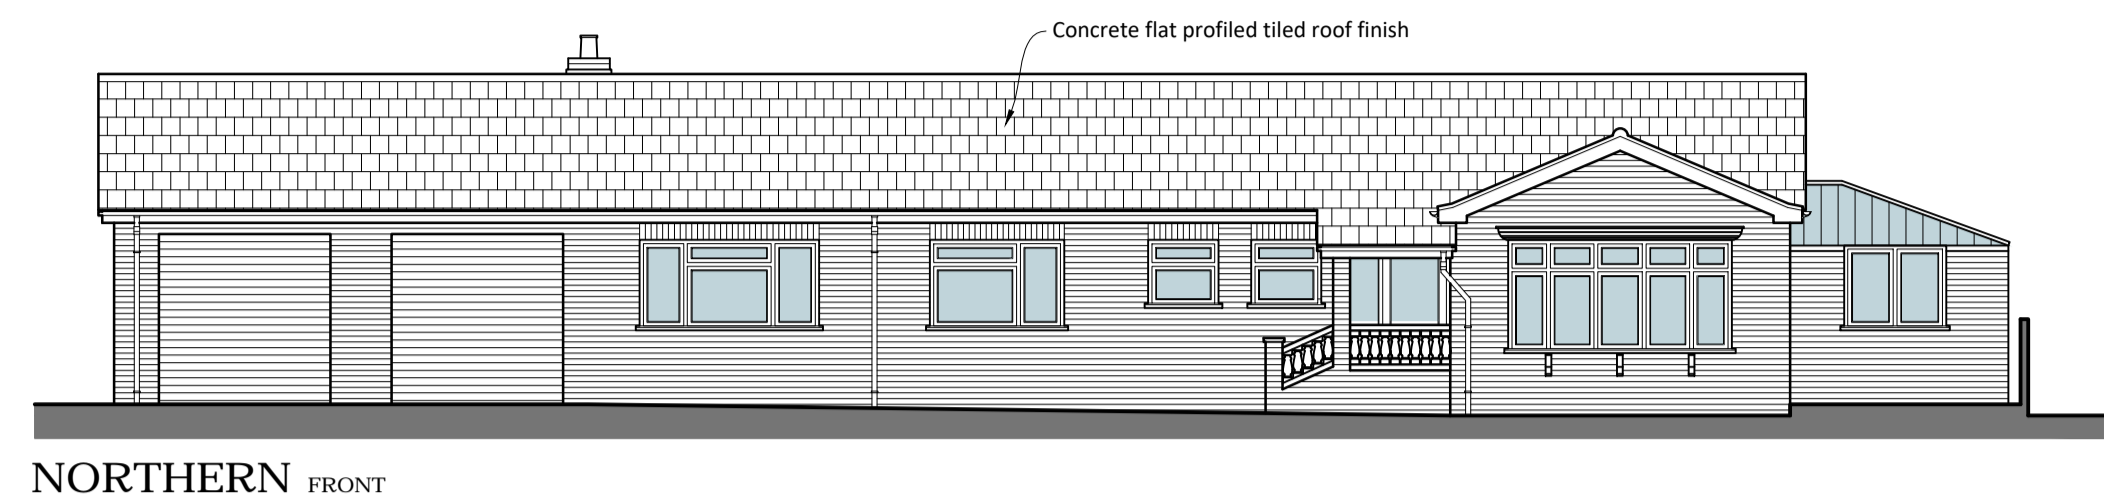 Concrete flat profiled tiled roof finish
NORTHERN FRONT